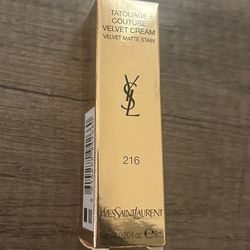 TATOUAGE
COUTURE
VELVET CREAM
VELVET MATTE STAIN
YSL
216
YVESSAINTLAURENT